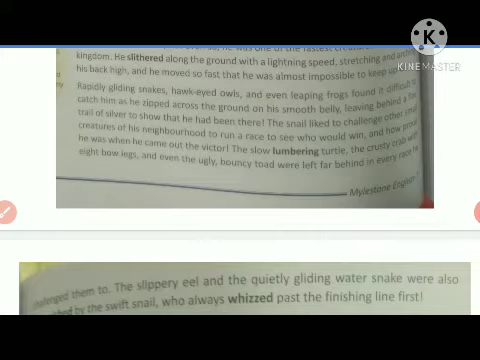 kingdom. He slithered along the ground with a lightning speed, stretching and
his back high, and he moved so fast that he was almost impossible to keep up
Rapidly gliding snakes, hawk-eyed owls, and even leaping frogs found it difficult to
catch him as he zipped across the ground on his smooth belly, leaving behind a fine
trail of silver to show that he had been there! The snail liked to challenge other small
creatures of his neighbourhood to run a race to see who would win, and how proud
he was when he came out the victor! The slow lumbering turtle, the crusty crab with
eight bow legs, and even the ugly, bouncy toad were left far behind in every race he
Mylestone English
challenged them to. The slippery eel and the quietly gliding water snake were also
by the swift snail, who always whizzed past the finishing line first!
Made with
KINEMASTER